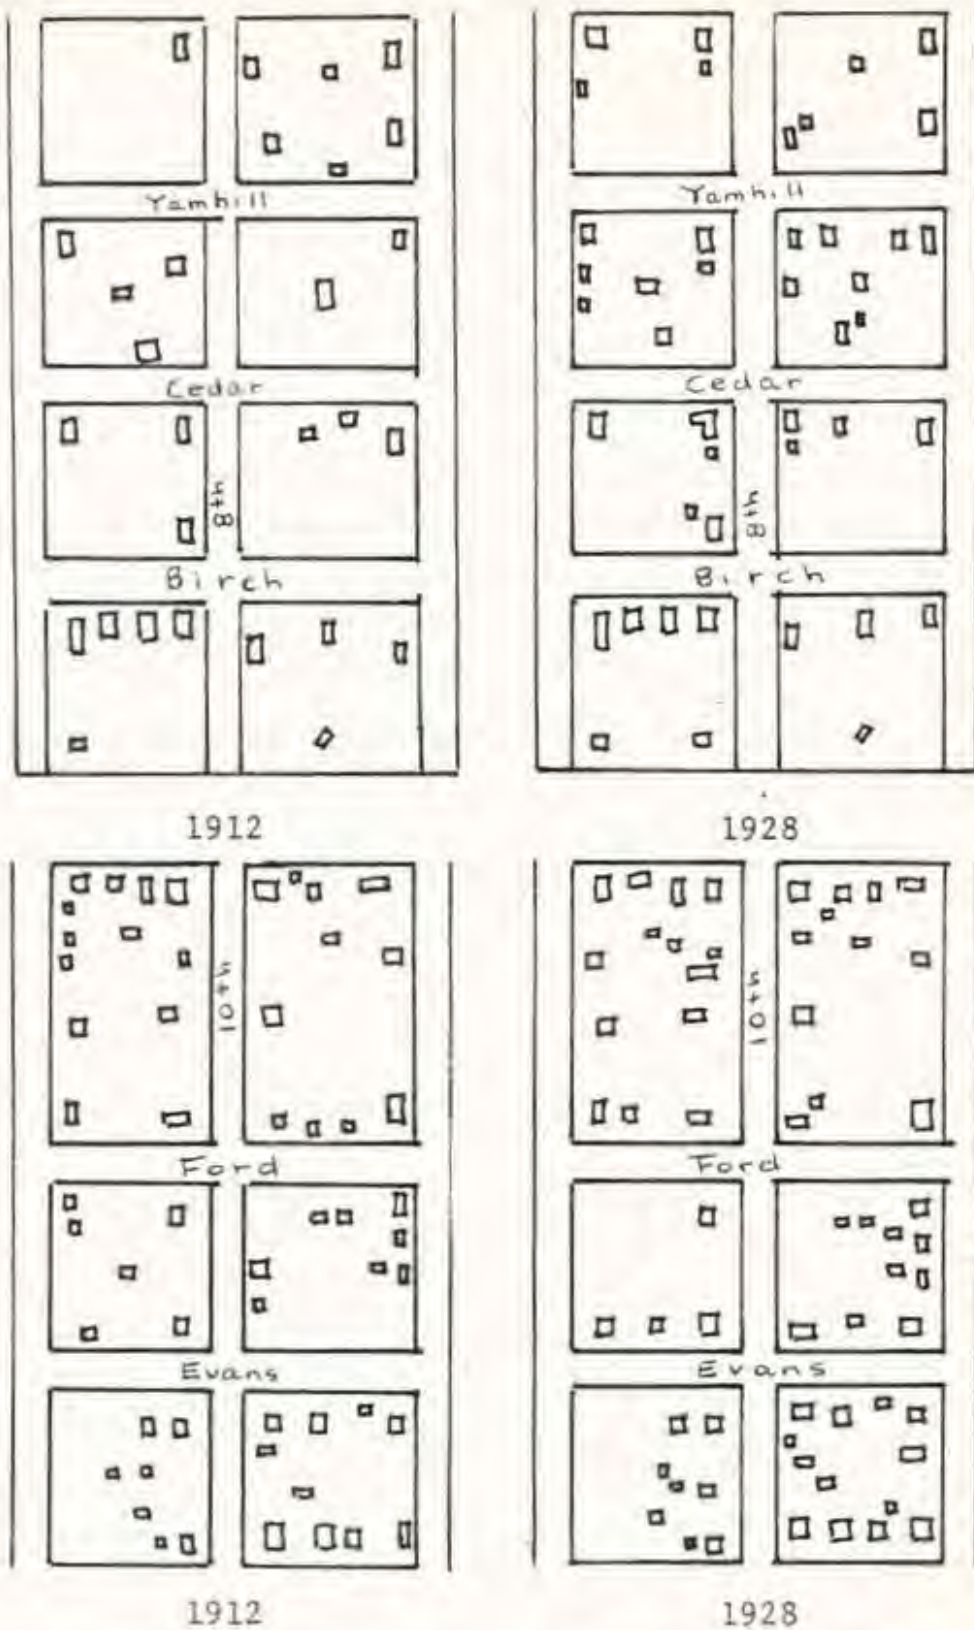 Yamhill
Cedar
8th
Birch
1912
Yamhill
Cedar
8th
Birch
1928
10th
Ford
Evans
1912
10th
Ford
Evans
1928